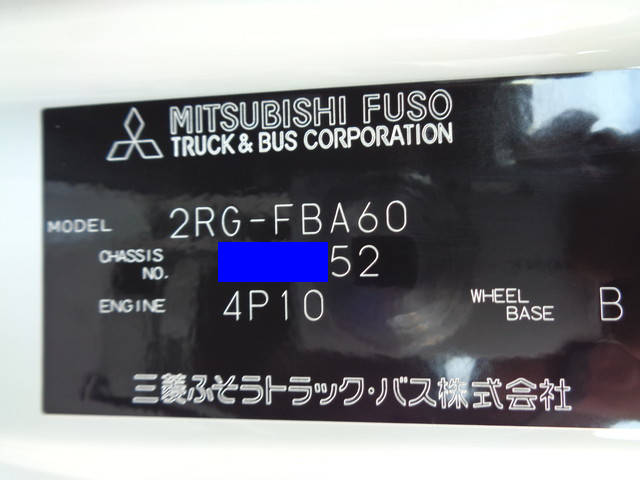 MITSUBISHI FUSO
TRUCK & BUS CORPORATION
MODEL 2RG-FBA60
CHASSIS NO. 52
ENGINE 4P10 WHEEL BASE B
三菱ふそうトラック・バス株式会社